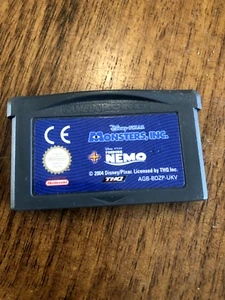 Disney·PIXAR
MONSTERS, INC.
CE
+
Disney·PIXAR
FINDING
NEMO
Nintendo
© 2004 Disney/Pixar. Licensed by THQ Inc.
THQ
AGB-BDZP-UKV